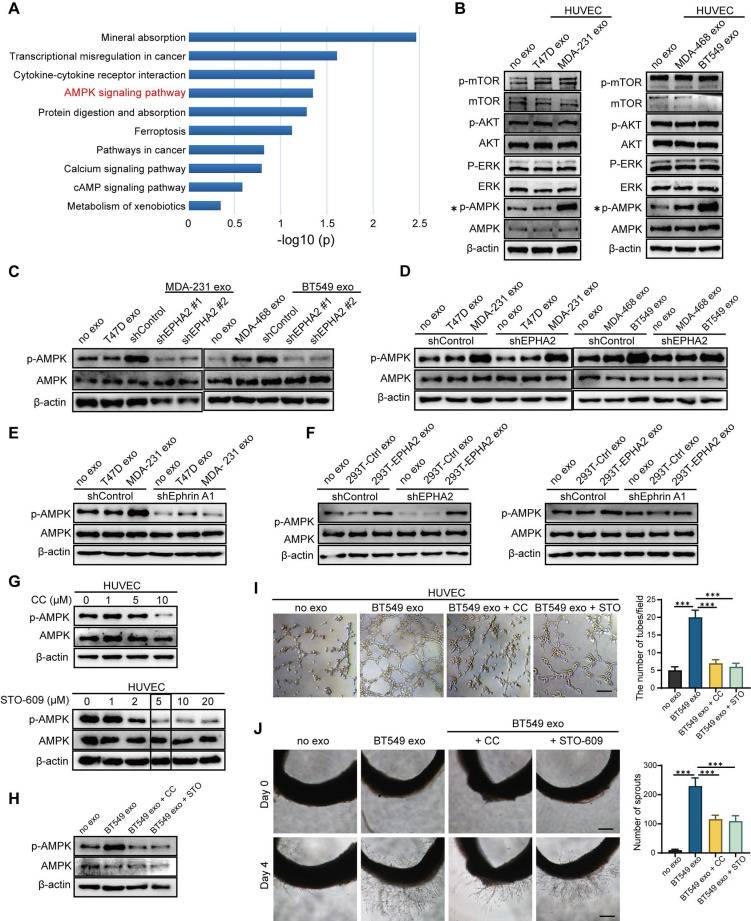 A
Mineral absorption
Transcriptional misregulation in cancer
Cytokine-cytokine receptor interaction
AMPK signaling pathway
Protein digestion and absorption
Ferroptosis
Pathways in cancer
Calcium signaling pathway
cAMP signaling pathway
Metabolism of xenobiotics
0 0.5 1 1.5 2 2.5
-log10 (p)
B
HUVEC HUVEC
no exo T47D exo MDA-231 exo no exo MDA-468 exo BT549 exo
p-mTOR p-mTOR
mTOR mTOR
p-AKT p-AKT
AKT AKT
P-ERK P-ERK
ERK ERK
*p-AMPK *p-AMPK
AMPK AMPK
β-actin β-actin
C
MDA-231 exo BT549 exo
no exo T47D exo shControl shEPHA2 #1 shEPHA2 #2 no exo MDA-468 exo shControl shEPHA2 #1 shEPHA2 #2
p-AMPK
AMPK
β-actin
D
no exo T47D exo MDA-231 exo no exo T47D exo MDA-231 exo no exo MDA-468 exo BT549 exo no exo MDA-468 exo BT549 exo
shControl shEPHA2 shControl shEPHA2
p-AMPK
AMPK
β-actin
E
no exo T47D exo MDA-231 exo no exo T47D exo MDA- 231 exo
shControl shEphrin A1
p-AMPK
AMPK
β-actin
F
no exo 293T-Ctrl exo 293T-EPHA2 exo no exo 293T-Ctrl exo 293T-EPHA2 exo no exo 293T-Ctrl exo 293T-EPHA2 exo no exo 293T-Ctrl exo 293T-EPHA2 exo
shControl shEPHA2 shControl shEphrin A1
p-AMPK p-AMPK
AMPK AMPK
β-actin β-actin
G
HUVEC
CC (μM) 0 1 5 10
p-AMPK
AMPK
β-actin
HUVEC
STO-609 (μM) 0 1 2 5 10 20
p-AMPK
AMPK
β-actin
H
no exo BT549 exo BT549 exo + CC BT549 exo + STO
p-AMPK
AMPK
β-actin
I
HUVEC
no exo BT549 exo BT549 exo + CC BT549 exo + STO
The number of tubes/field
25
20
15
10
5
0
*** *** ***
no exo BT549 exo BT549 exo + CC BT549 exo + STO
J
BT549 exo
no exo BT549 exo + CC + STO-609
Day 0
Day 4
Number of sprouts
300
200
100
0
*** *** ***
no exo BT549 exo BT549 exo + CC BT549 exo + STO